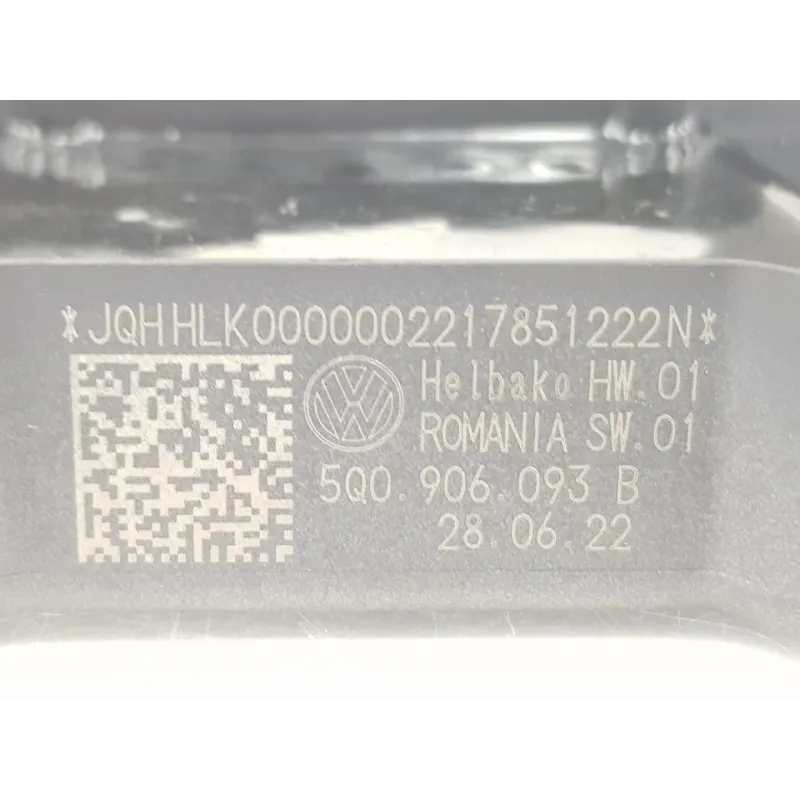 *JQHHLK0000002217851222N*
Helbako HW.01
ROMANIA SW.01
5Q0.906.093 B
28.06.22